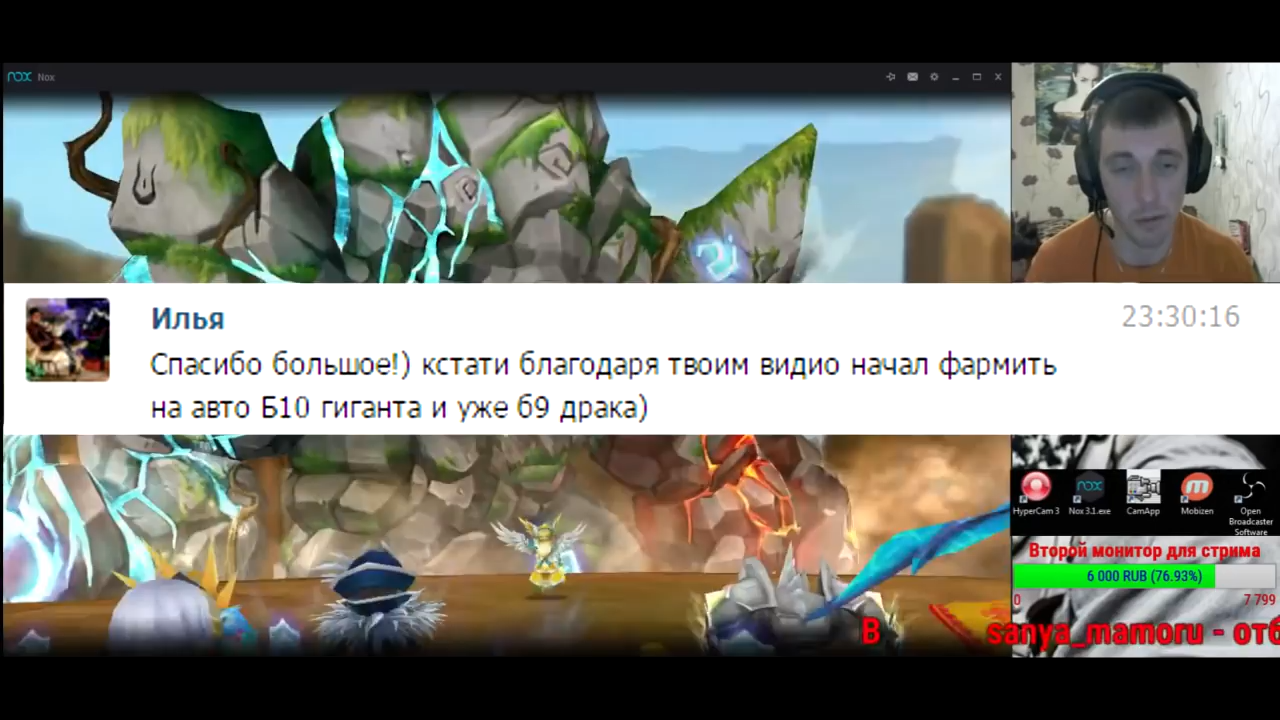 nox Nox
Илья
23:30:16
Спасибо большое!) кстати благодаря твоим видио начал фармить
на авто Б10 гиганта и уже б9 драка)
HyperCam 3
Nox 3.1.exe
CamApp
Mobizen
Open
Broadcaster
Software
Второй монитор для стрима
6 000 RUB (76.93%)
0
7 799
В sanya_mamoru - отб